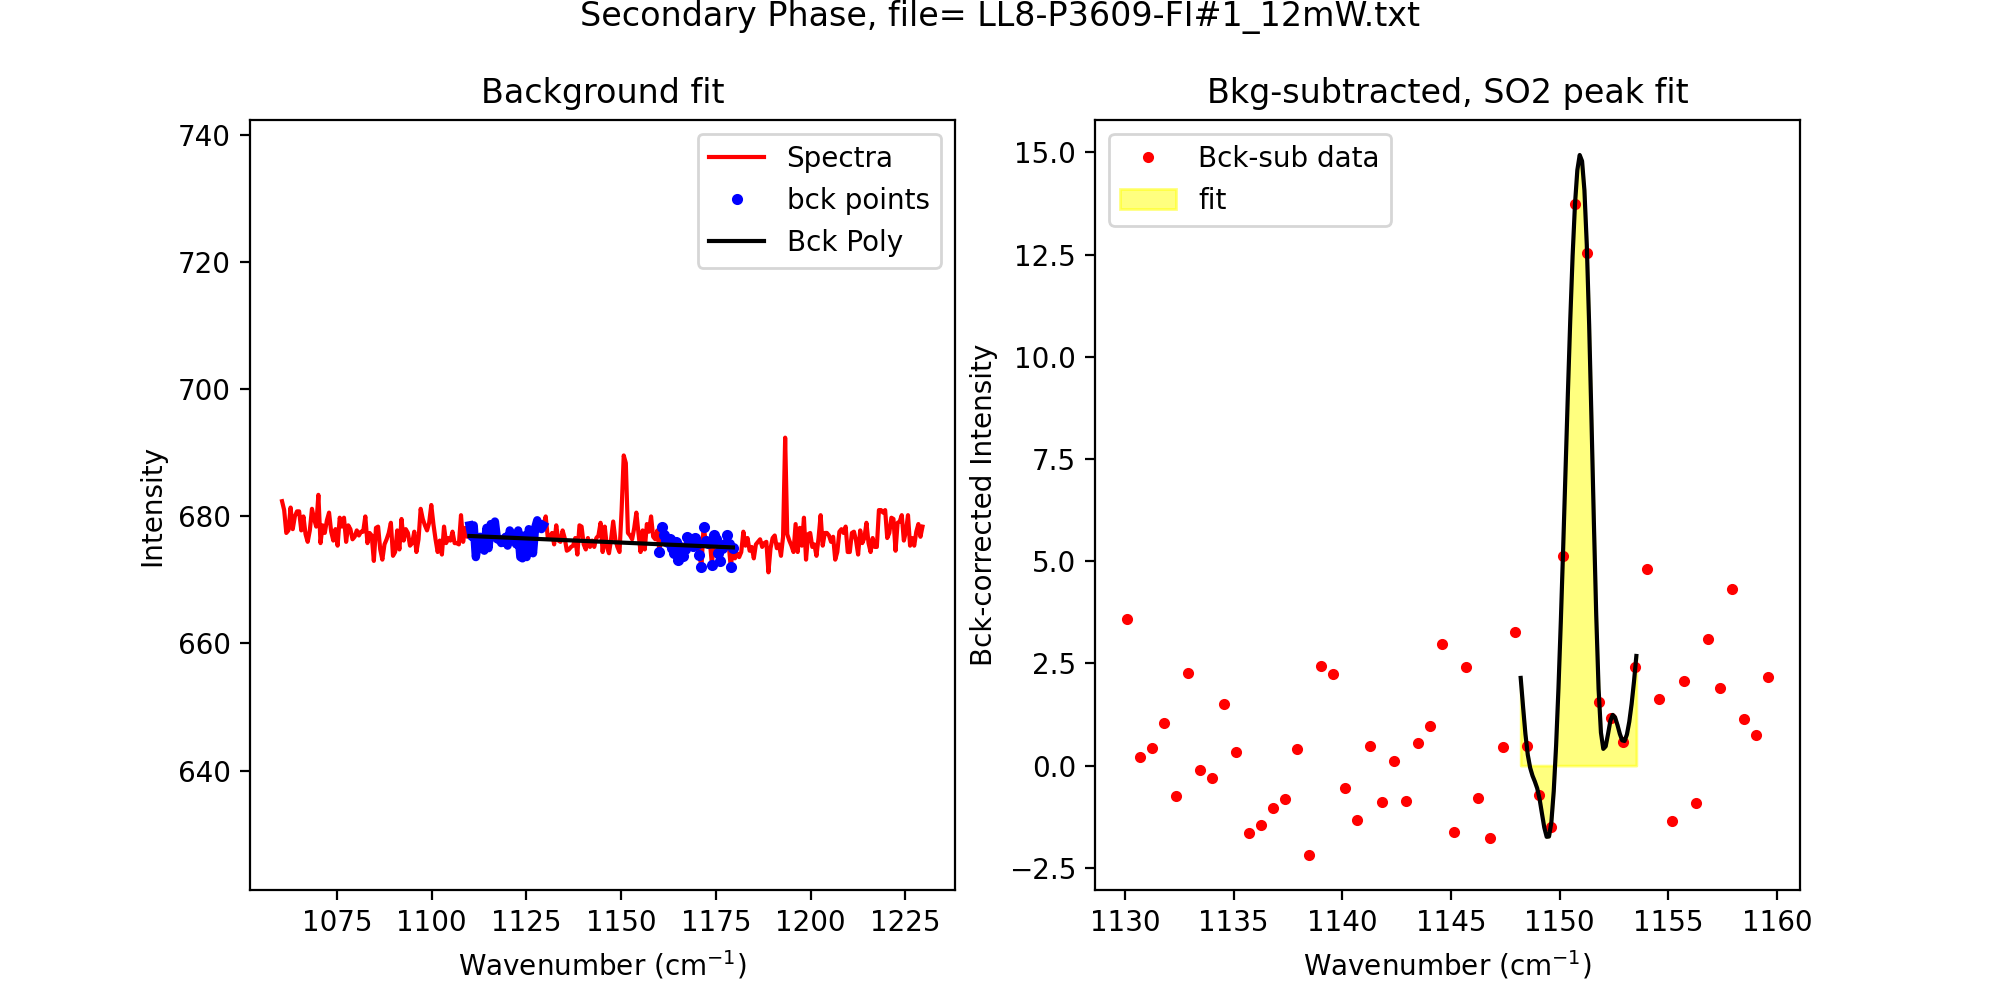 Secondary Phase, file= LL8-P3609-FI#1_12mW.txt
Background fit
740
720
700
680
660
640
Intensity
Spectra
bck points
Bck Poly
1075 1100 1125 1150 1175 1200 1225
Wavenumber (cm⁻¹)
Bkg-subtracted, SO2 peak fit
15.0
12.5
10.0
7.5
5.0
2.5
0.0
−2.5
Bck-corrected Intensity
Bck-sub data
fit
1130 1135 1140 1145 1150 1155 1160
Wavenumber (cm⁻¹)